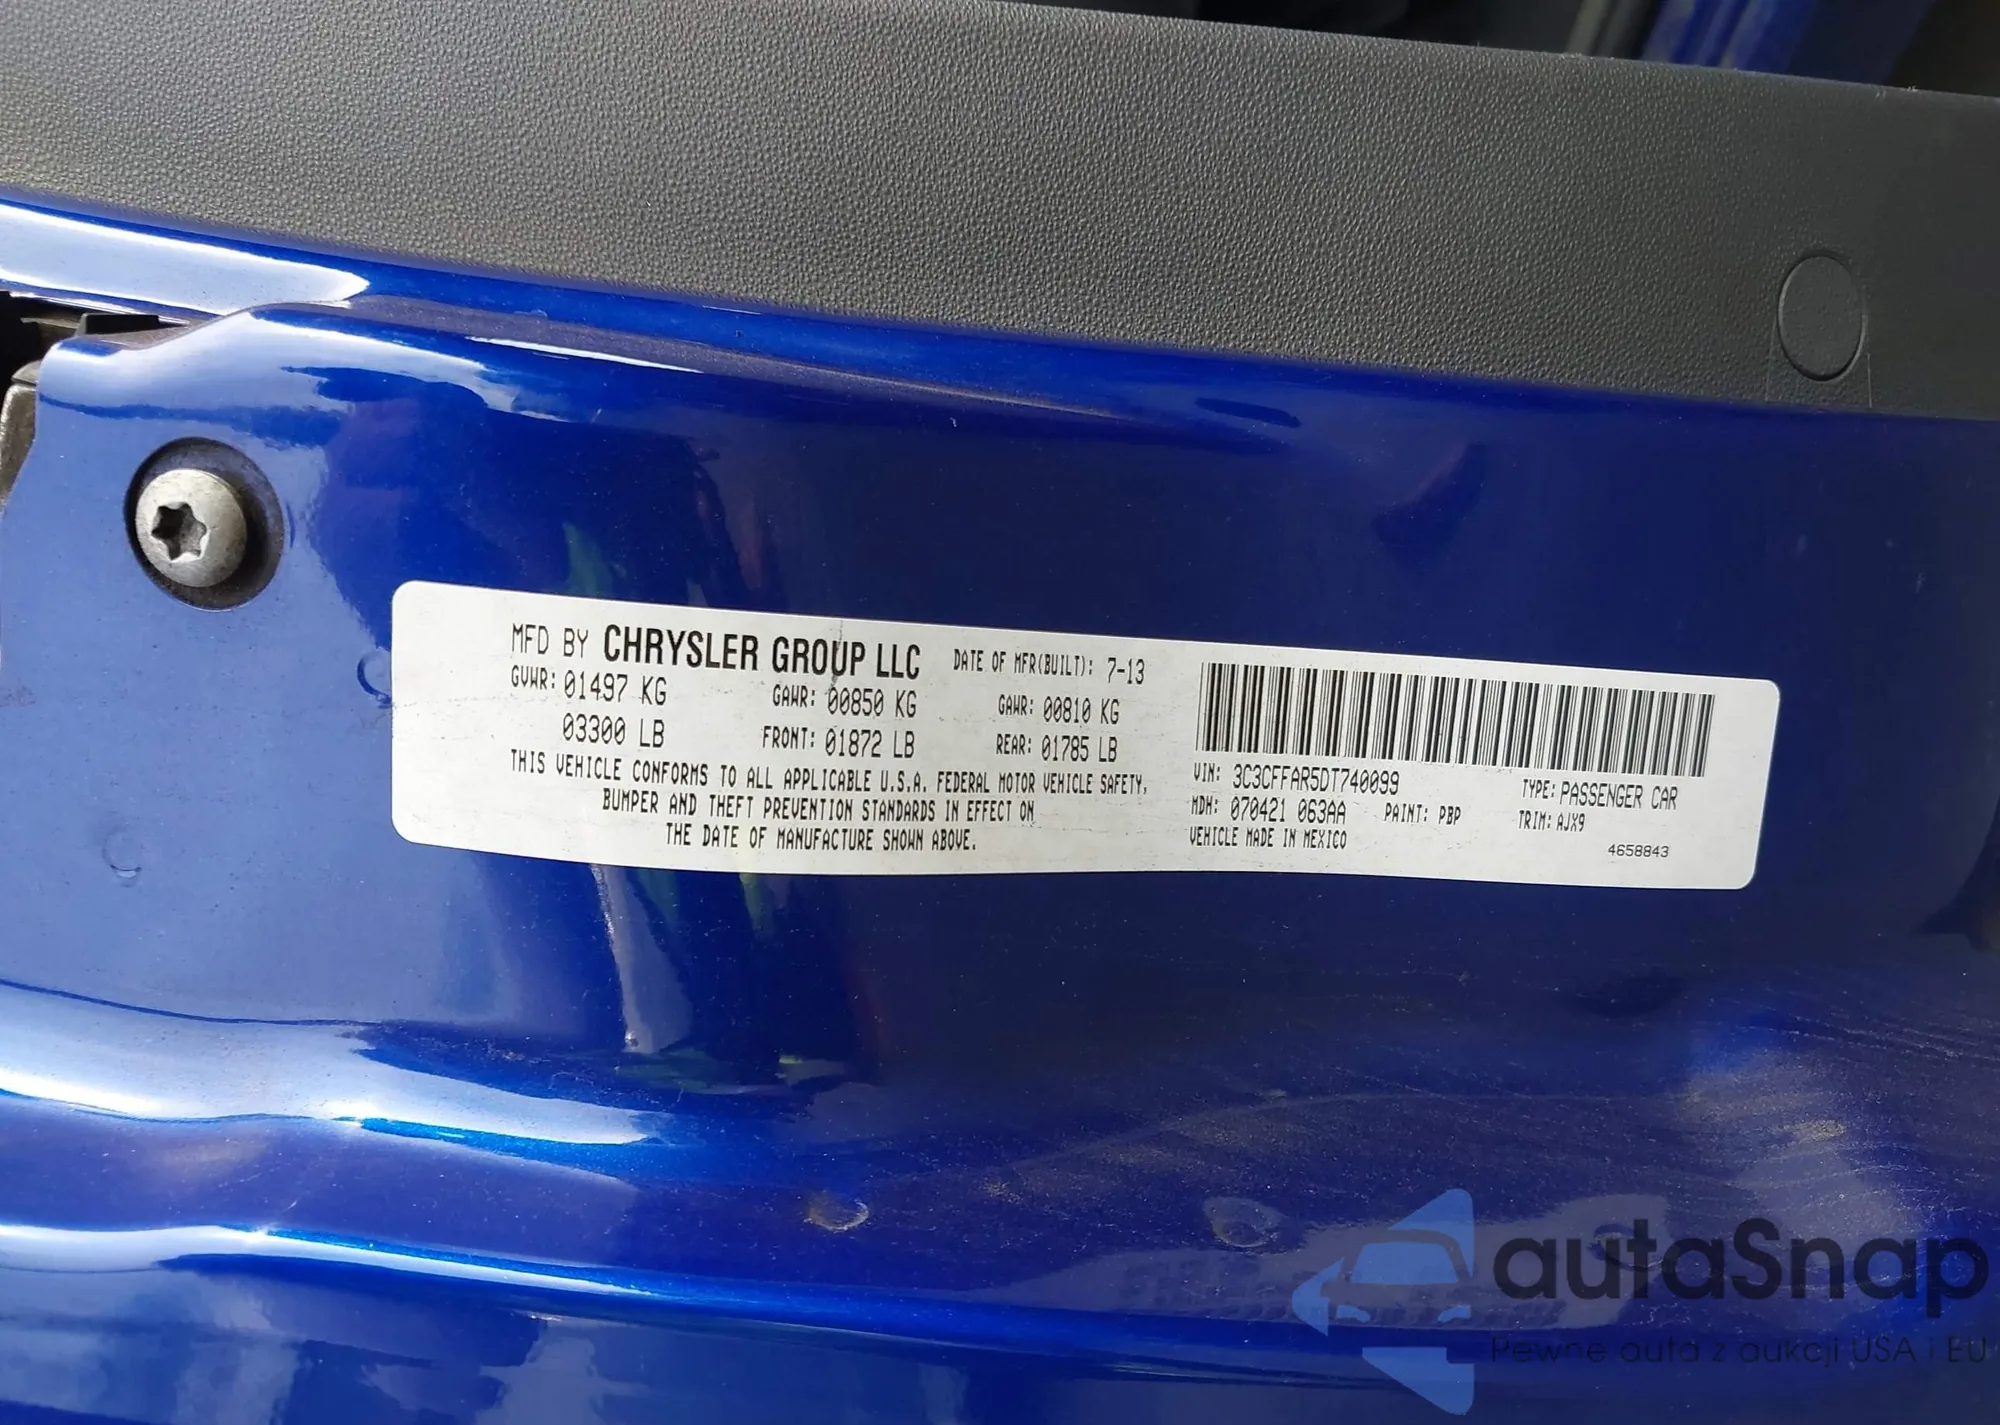 MFD BY CHRYSLER GROUP LLC DATE OF MFR(BUILT): 7-13
GVWR: 01497 KG GAWR: 00850 KG GAWR: 00810 KG
03300 LB FRONT: 01872 LB REAR: 01785 LB
THIS VEHICLE CONFORMS TO ALL APPLICABLE U.S.A. FEDERAL MOTOR VEHICLE SAFETY,
BUMPER AND THEFT PREVENTION STANDARDS IN EFFECT ON
THE DATE OF MANUFACTURE SHOWN ABOVE.
VIN: 3C3CFFAR5DT740099 TYPE: PASSENGER CAR
MDH: 070421 063AA PAINT: PBP TRIM: AJX9
VEHICLE MADE IN MEXICO 4658843
autaSnap
Pewne auta z aukcji USA i EU